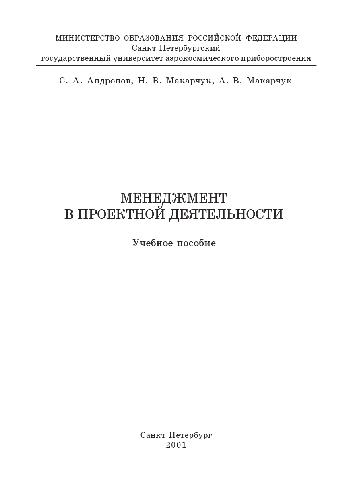 МИНИСТЕРСТВО ОБРАЗОВАНИЯ РОССИЙСКОЙ ФЕДЕРАЦИИ
Санкт Петербургский
государственный университет аэрокосмического приборостроения
С. А. Андронов, Н. В. Макарчук, А. В. Макарчук
МЕНЕДЖМЕНТ
В ПРОЕКТНОЙ ДЕЯТЕЛЬНОСТИ
Учебное пособие
Санкт Петербург
2001